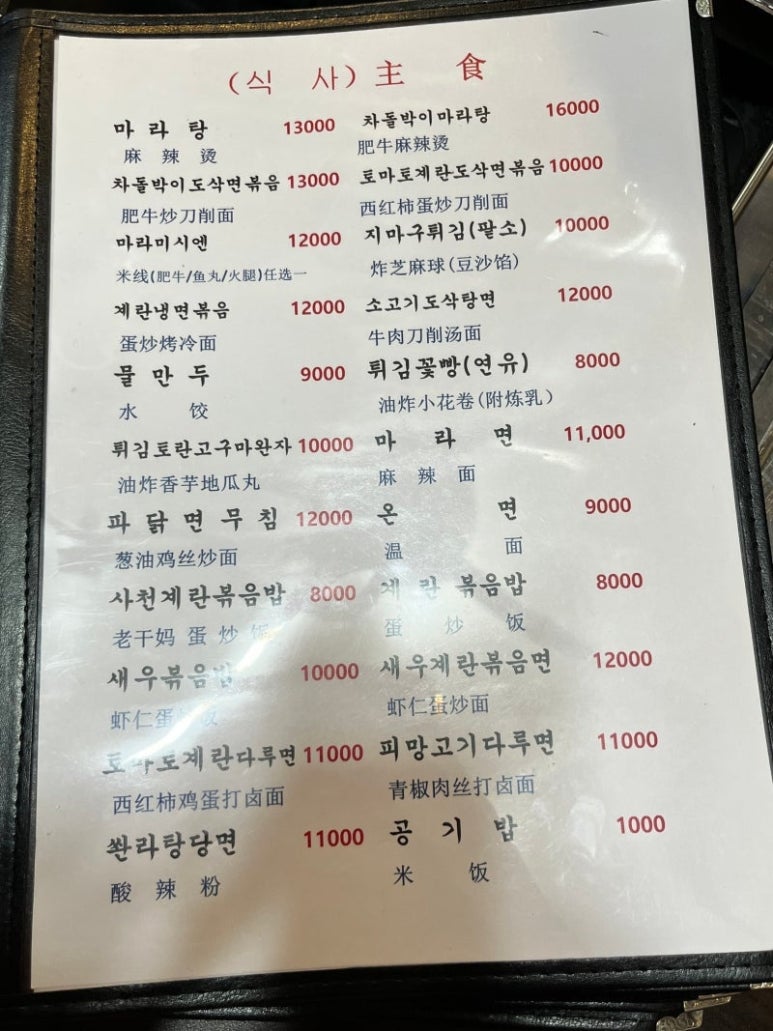 (식 사) 主 食
마 라 탕 13000 차돌박이마라탕 16000
麻 辣 烫 肥牛麻辣烫
차돌박이도삭면볶음 13000 토마토계란도삭면볶음 10000
肥牛炒刀削面 西红柿蛋炒刀削面
마라미시엔 12000 지마구튀김(팥소) 10000
米线(肥牛/鱼丸/火腿)任选一 炸芝麻球(豆沙馅)
계란냉면볶음 12000 소고기도삭탕면 12000
蛋炒烤冷面 牛肉刀削汤面
물 만 두 9000 튀김꽃빵(연유) 8000
水 饺 油炸小花卷(附炼乳)
튀김토란고구마완자 10000 마 라 면 11,000
油炸香芋地瓜丸 麻 辣 面
파 닭 면 무 침 12000 온 면 9000
葱油鸡丝炒面 温 面
사천계란볶음밥 8000 계 란 볶음밥 8000
老干妈 蛋 炒 饭 蛋 炒 饭
새우볶음밥 10000 새우계란볶음면 12000
虾仁蛋炒饭 虾仁蛋炒面
토마토계란다루면 11000 피망고기다루면 11000
西红柿鸡蛋打卤面 青椒肉丝打卤面
쏸라탕당면 11000 공 기 밥 1000
酸 辣 粉 米 饭